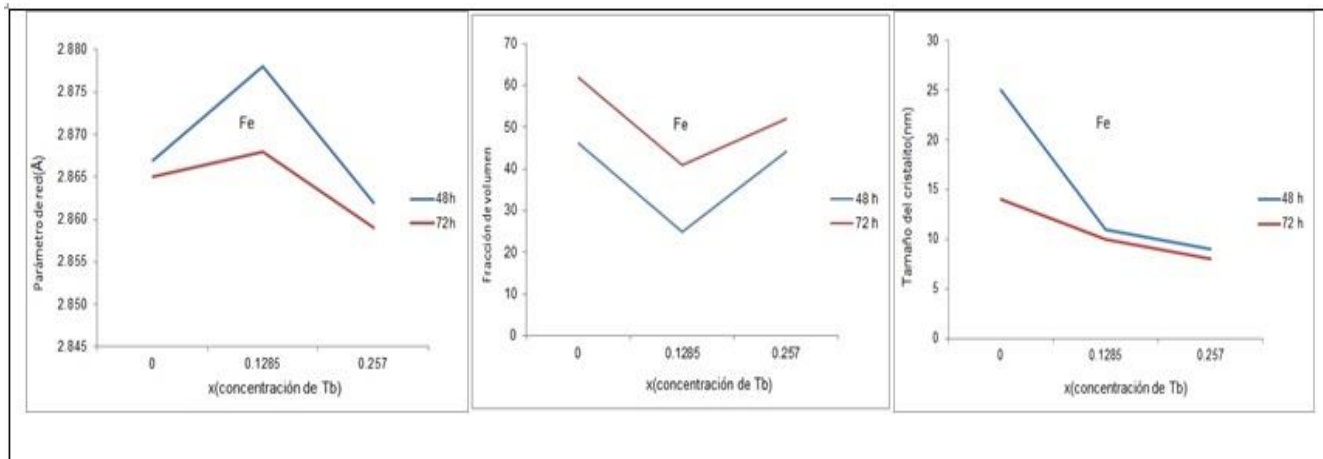 2.880
2.875
2.870
2.865
2.860
2.855
2.850
2.845
Parámetro de red(Å)
Fe
48h
72h
0 0.1285 0.257
x(concentración de Tb)
70
60
50
40
30
20
10
0
Fracción de volumen
Fe
48 h
72 h
0 0.1285 0.257
x(concentración de Tb)
30
25
20
15
10
5
0
Tamaño del cristalito(nm)
Fe
48 h
72 h
0 0.1285 0.257
x(concentración de Tb)